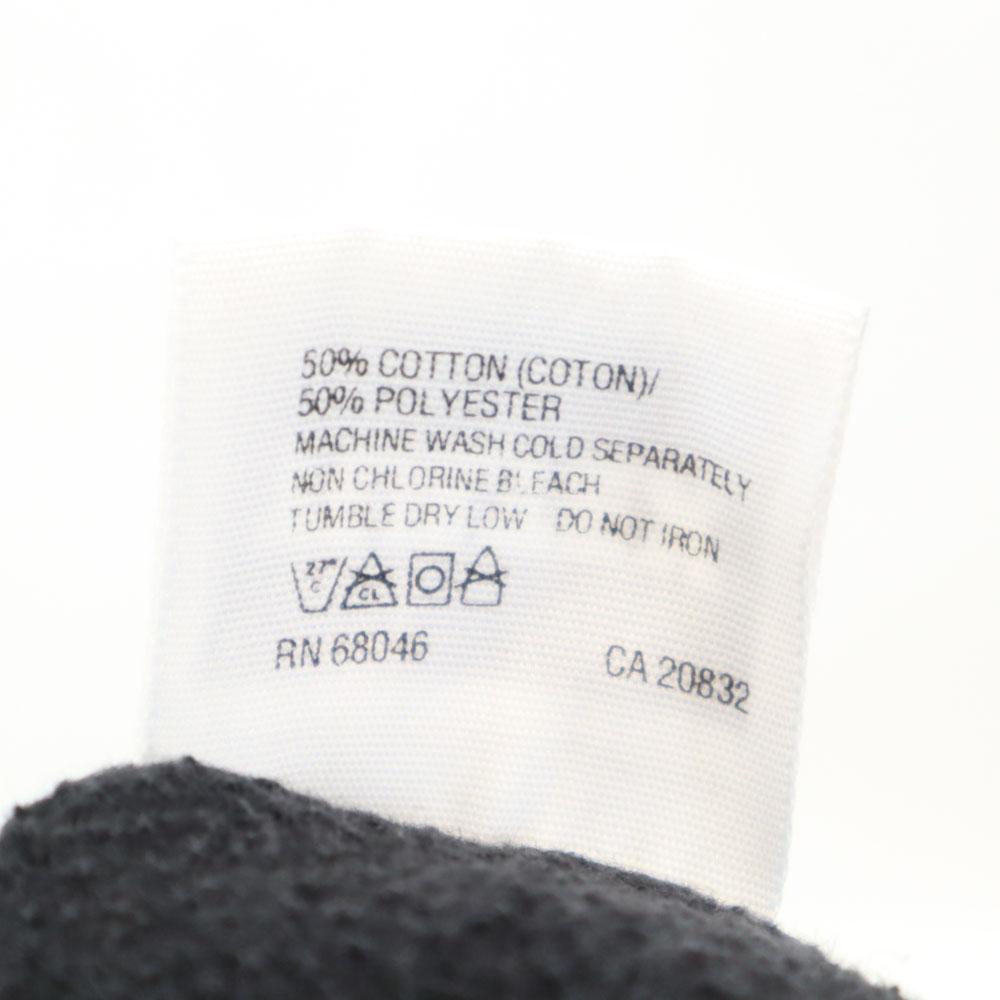 50% COTTON (COTON)/
50% POLYESTER
MACHINE WASH COLD SEPARATELY
NON CHLORINE BLEACH
TUMBLE DRY LOW DO NOT IRON
27° C CL
RN 68046 CA 20832